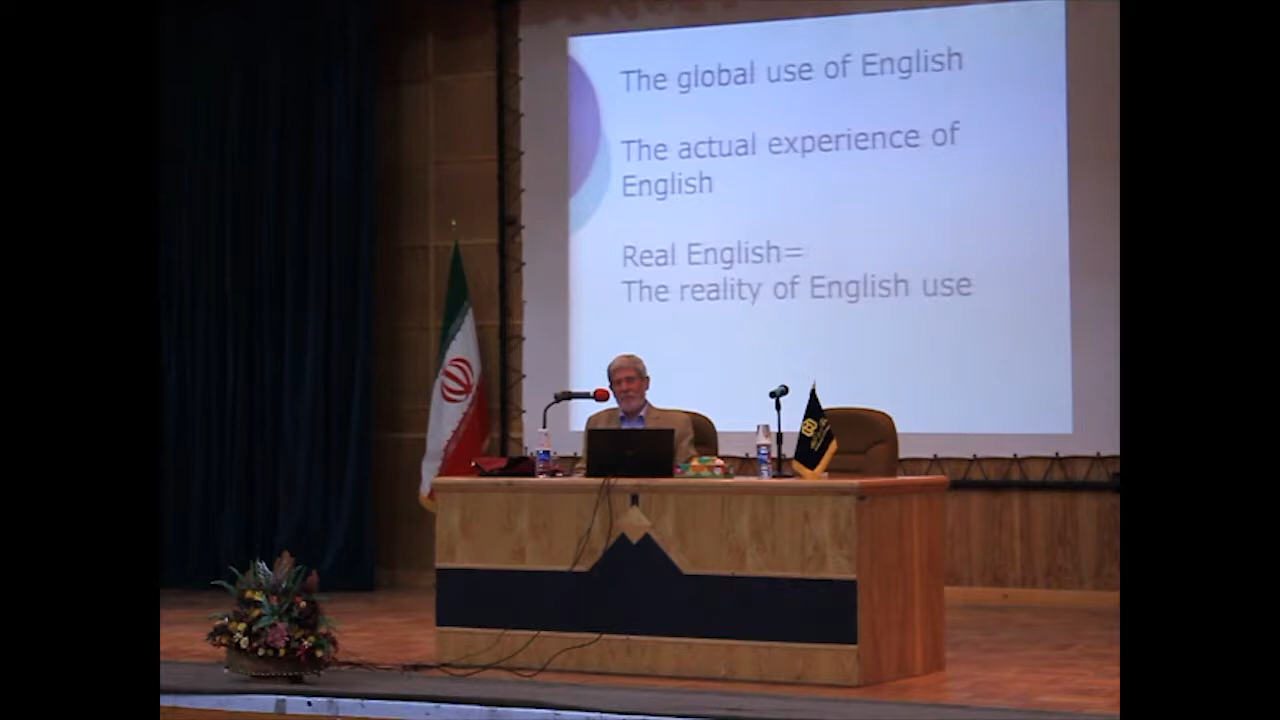 The global use of English
The actual experience of
English
Real English=
The reality of English use